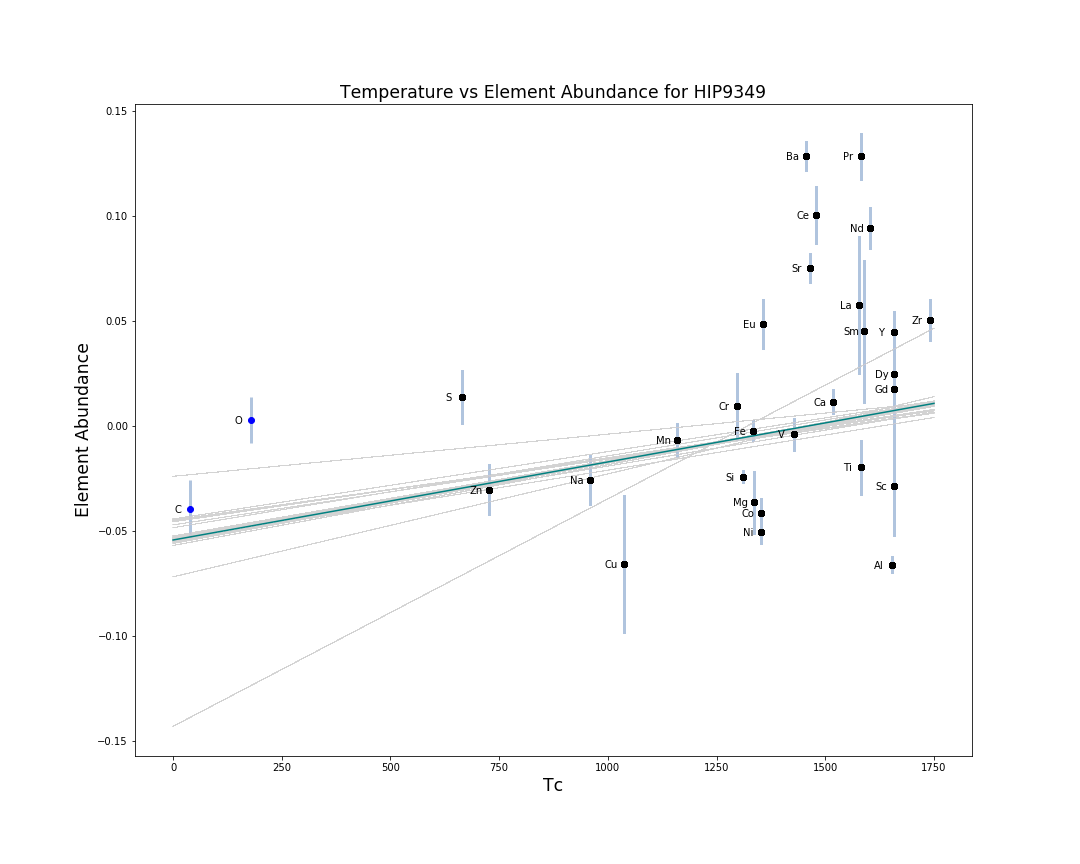 Temperature vs Element Abundance for HIP9349
Element Abundance
0.15
0.10
0.05
0.00
−0.05
−0.10
−0.15
Ba
Pr
Ce
Nd
Sr
La
Eu
Sm
Y
Zr
Dy
Gd
Ca
Cr
O
S
Fe
V
Mn
Ti
Si
Na
Zn
Sc
Mg
C
Co
Ni
Cu
Al
0
250
500
750
1000
1250
1500
1750
Tc